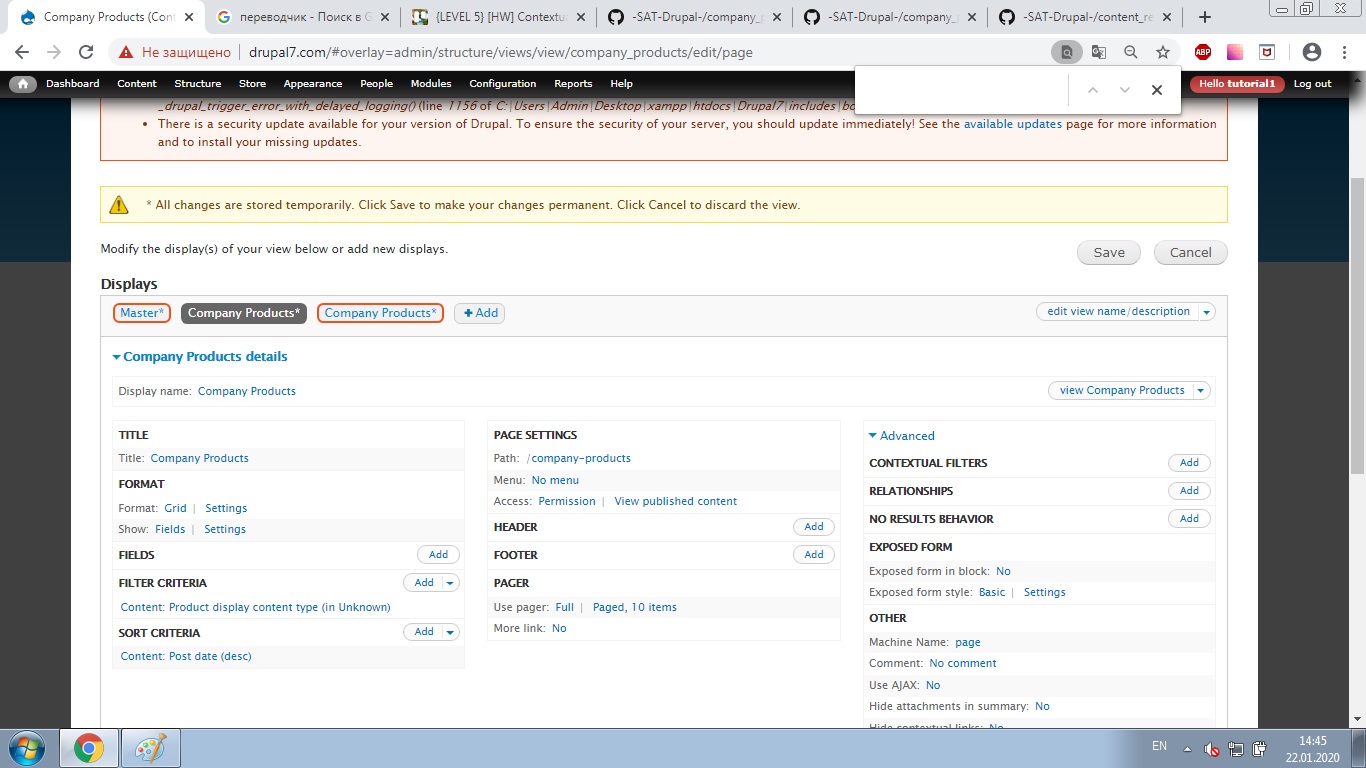 Company Products (Cont
переводчик - Поиск в G
{LEVEL 5} [HW] Contextua
-SAT-Drupal-/company_p
-SAT-Drupal-/company_
-SAT-Drupal-/content_re
Не защищено | drupal7.com/#overlay=admin/structure/views/view/company_products/edit/page
ABP
Dashboard Content Structure Store Appearance People Modules Configuration Reports Help
Hello tutorial1 Log out
_drupal_trigger_error_with_delayed_logging() (line 1156 of C:\Users\Admin\Desktop\xampp\htdocs\Drupal7\includes\bo
There is a security update available for your version of Drupal. To ensure the security of your server, you should update immediately! See the available updates page for more information
and to install your missing updates.
* All changes are stored temporarily. Click Save to make your changes permanent. Click Cancel to discard the view.
Modify the display(s) of your view below or add new displays.
Save Cancel
Displays
Master* Company Products* Company Products* + Add
edit view name/description
Company Products details
Display name: Company Products
view Company Products
TITLE
Title: Company Products
FORMAT
Format: Grid | Settings
Show: Fields | Settings
FIELDS Add
FILTER CRITERIA Add
Content: Product display content type (in Unknown)
SORT CRITERIA Add
Content: Post date (desc)
PAGE SETTINGS
Path: /company-products
Menu: No menu
Access: Permission | View published content
HEADER Add
FOOTER Add
PAGER
Use pager: Full | Paged, 10 items
More link: No
Advanced
CONTEXTUAL FILTERS Add
RELATIONSHIPS Add
NO RESULTS BEHAVIOR Add
EXPOSED FORM
Exposed form in block: No
Exposed form style: Basic | Settings
OTHER
Machine Name: page
Comment: No comment
Use AJAX: No
Hide attachments in summary: No
Hide contextual links: No
EN
14:45
22.01.2020